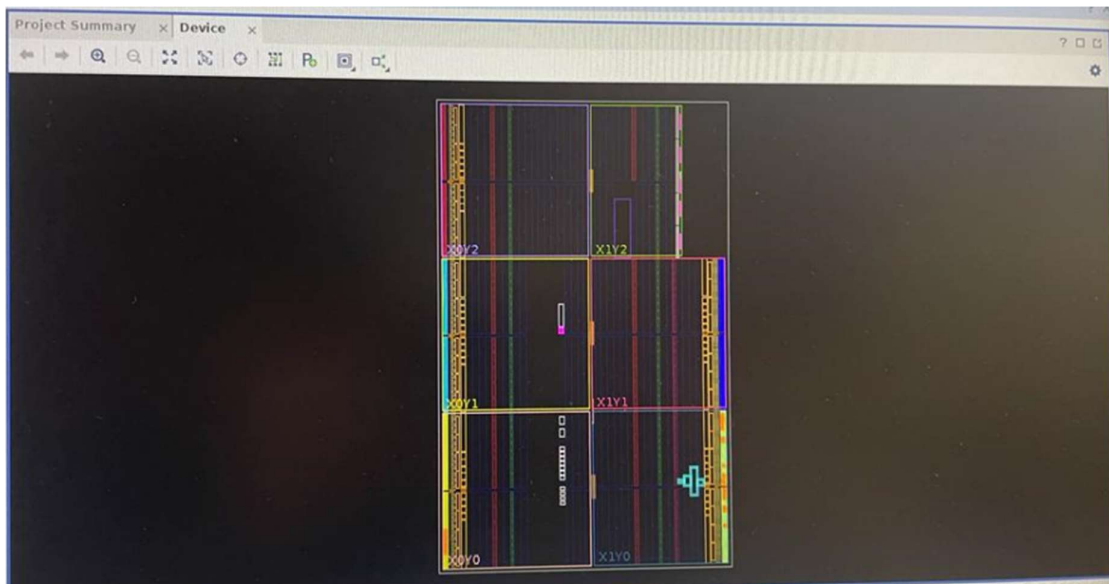 Project Summary × Device ×
?
X0Y2 X1Y2
X0Y1 X1Y1
X0Y0 X1Y0